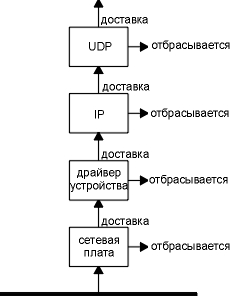 доставка
UDP
отбрасывается
доставка
IP
отбрасывается
доставка
драйвер
устройства
отбрасывается
доставка
сетевая
плата
отбрасывается